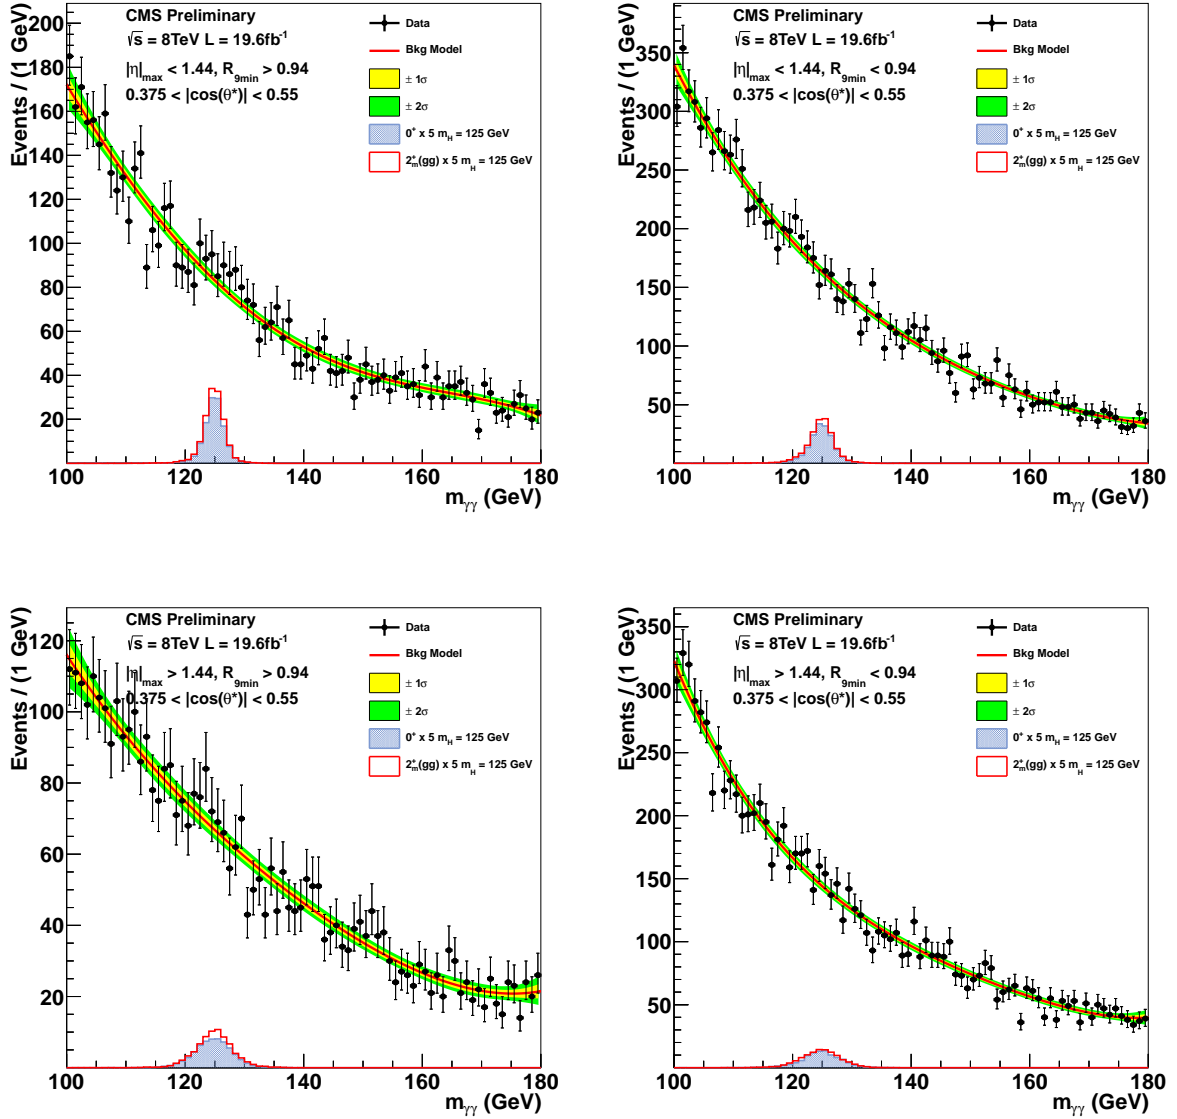 CMS Preliminary
√s = 8TeV L = 19.6fb⁻¹
|η|max < 1.44, R9min > 0.94
0.375 < |cos(θ*)| < 0.55
Data
Bkg Model
± 1σ
± 2σ
0⁺ x 5 mH = 125 GeV
2⁺m(gg) x 5 mH = 125 GeV
Events / (1 GeV)
200
180
160
140
120
100
80
60
40
20
100 120 140 160 180
mγγ (GeV)
CMS Preliminary
√s = 8TeV L = 19.6fb⁻¹
|η|max < 1.44, R9min < 0.94
0.375 < |cos(θ*)| < 0.55
Data
Bkg Model
± 1σ
± 2σ
0⁺ x 5 mH = 125 GeV
2⁺m(gg) x 5 mH = 125 GeV
Events / (1 GeV)
350
300
250
200
150
100
50
100 120 140 160 180
mγγ (GeV)
CMS Preliminary
√s = 8TeV L = 19.6fb⁻¹
|η|max > 1.44, R9min > 0.94
0.375 < |cos(θ*)| < 0.55
Data
Bkg Model
± 1σ
± 2σ
0⁺ x 5 mH = 125 GeV
2⁺m(gg) x 5 mH = 125 GeV
Events / (1 GeV)
120
100
80
60
40
20
100 120 140 160 180
mγγ (GeV)
CMS Preliminary
√s = 8TeV L = 19.6fb⁻¹
|η|max > 1.44, R9min < 0.94
0.375 < |cos(θ*)| < 0.55
Data
Bkg Model
± 1σ
± 2σ
0⁺ x 5 mH = 125 GeV
2⁺m(gg) x 5 mH = 125 GeV
Events / (1 GeV)
350
300
250
200
150
100
50
100 120 140 160 180
mγγ (GeV)